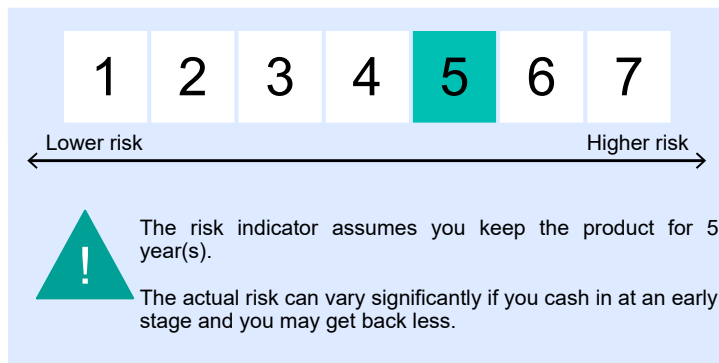 1 2 3 4 5 6 7
Lower risk Higher risk
!
The risk indicator assumes you keep the product for 5
year(s).
The actual risk can vary significantly if you cash in at an early
stage and you may get back less.